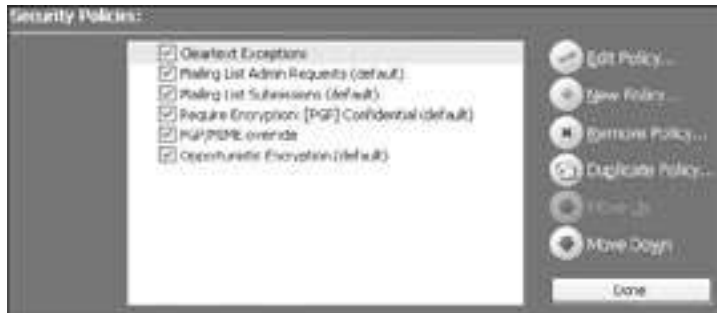 Security Policies:
Cleartext Exceptions
Mailing List Admin Requests (default)
Mailing List Submissions (default)
Require Encryption: [PGP] Confidential (default)
PGP/MIME override
Opportunistic Encryption (default)
Edit Policy...
New Policy...
Remove Policy...
Duplicate Policy...
Move Up
Move Down
Done